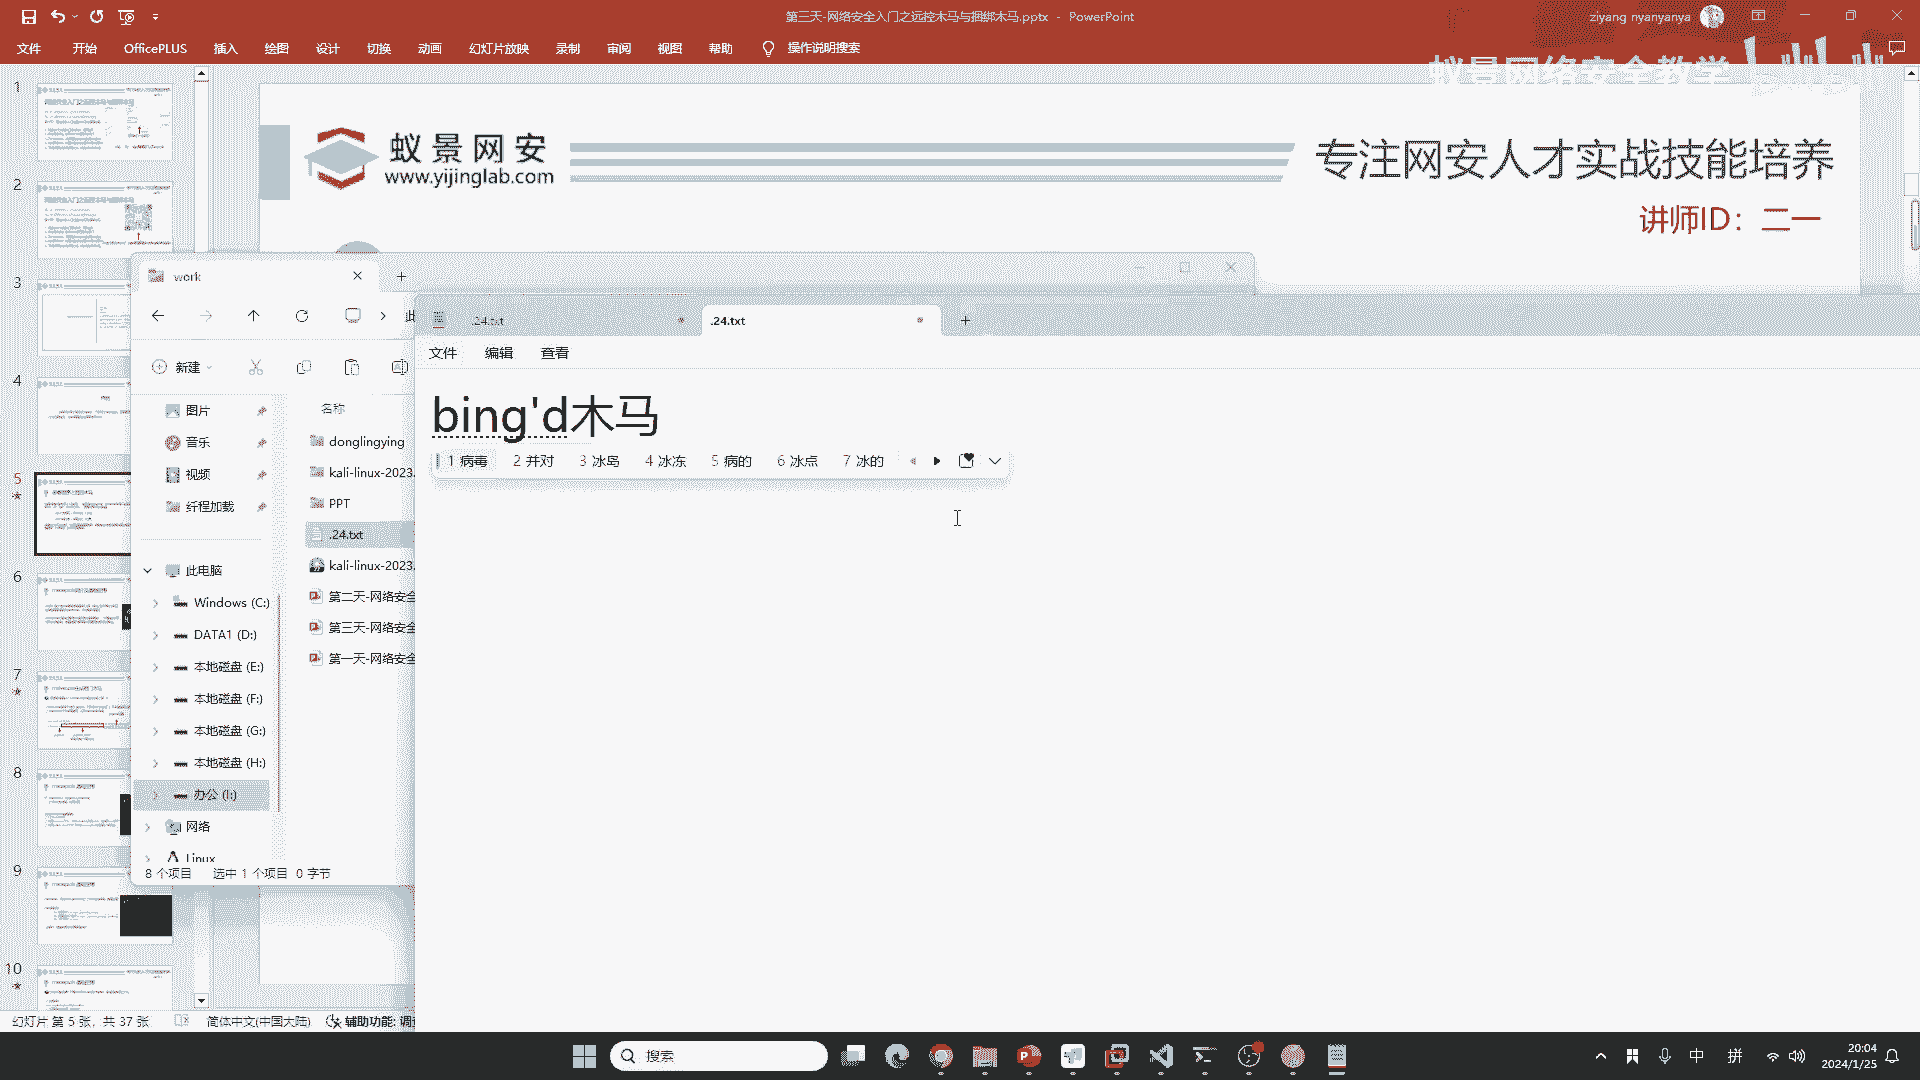 第三天-网络安全入门之远控木马与捆绑木马.pptx - PowerPoint
ziyang nyanyanya
文件 开始 OfficePLUS 插入 绘图 设计 切换 动画 幻灯片放映 录制 审阅 视图 帮助 操作说明搜索
蚁景网络安全教学
bilibili
蚁景网安
www.yijinglab.com
专注网安人才实战技能培养
讲师ID：二一
1
2
3
4
5
6
7
8
9
10
work
新建
图片
音乐
视频
纤程加载
此电脑
Windows (C:)
DATA1 (D:)
本地磁盘 (E:)
本地磁盘 (F:)
本地磁盘 (G:)
本地磁盘 (H:)
办公 (I:)
网络
Linux
名称
donglingying
kali-linux-2023.
PPT
.24.txt
kali-linux-2023.
第二天-网络安全
第三天-网络安全
第一天-网络安全
8 个项目 选中 1 个项目 0 字节
.24.txt .24.txt
文件 编辑 查看
bing'd木马
1 病毒 2 并对 3 冰岛 4 冰冻 5 病的 6 冰点 7 冰的
幻灯片 第 5 张，共 37 张 简体中文(中国大陆) 辅助功能: 调
搜索
中 拼
20:04
2024/1/25